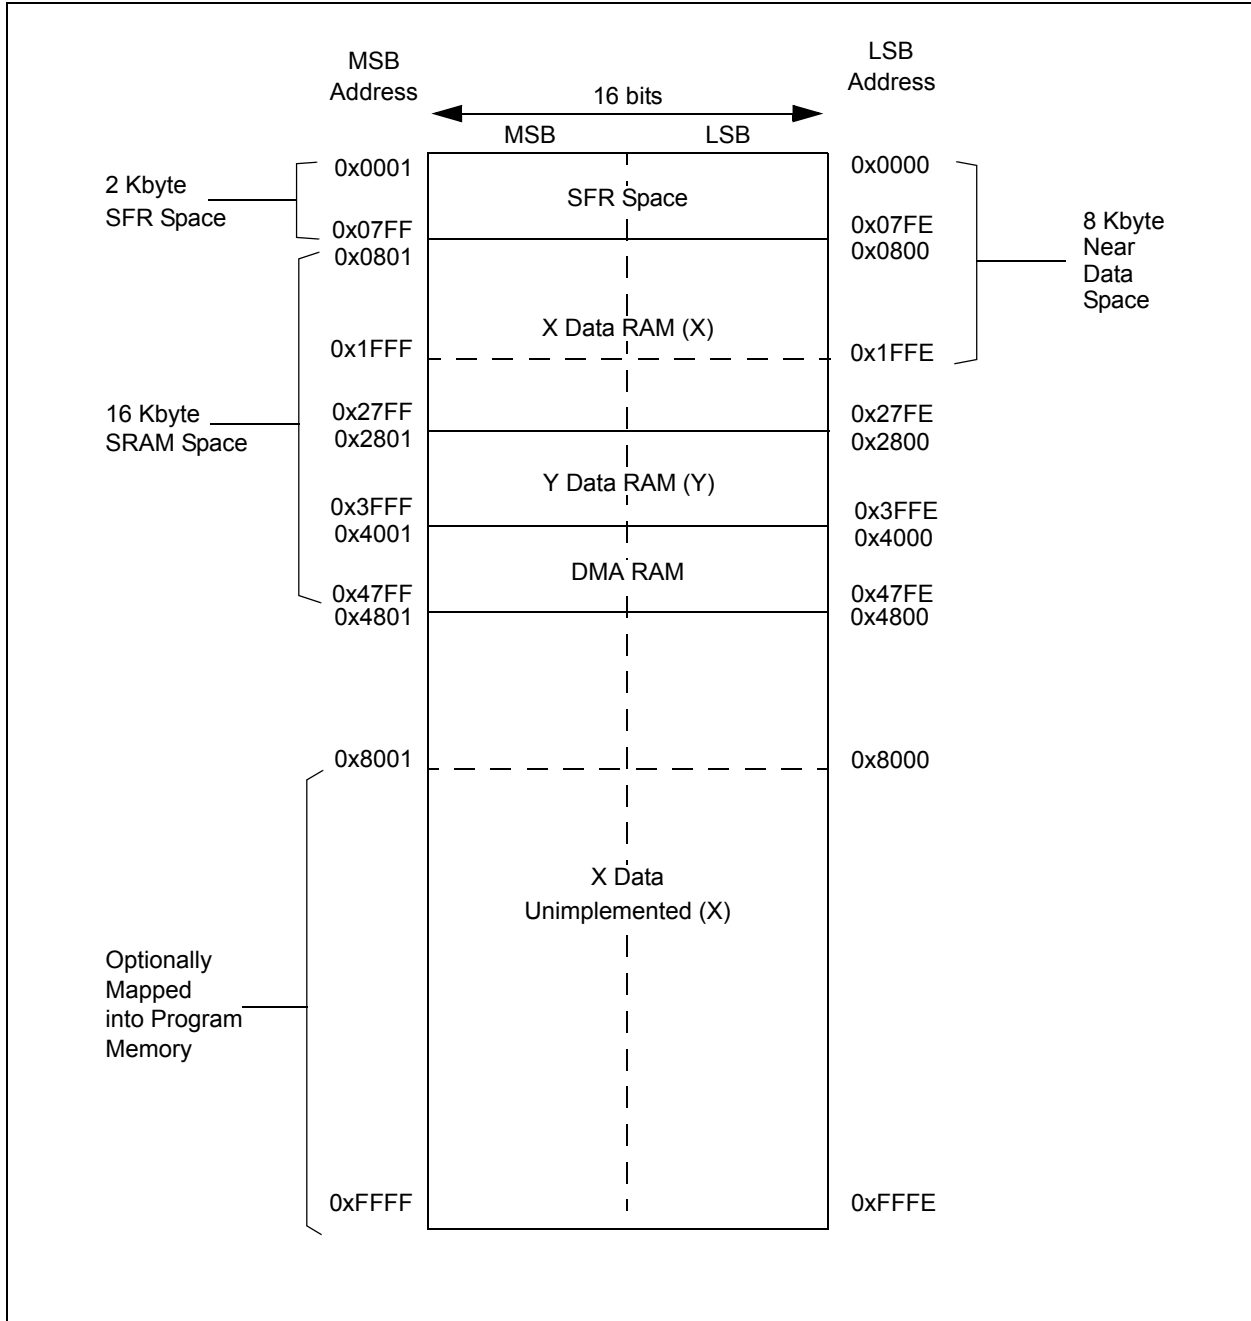 MSB
Address
LSB
Address
16 bits
MSB
LSB
0x0001
0x0000
2 Kbyte
SFR Space
SFR Space
0x07FF
0x07FE
0x0801
0x0800
8 Kbyte
Near
Data
Space
X Data RAM (X)
0x1FFF
0x1FFE
16 Kbyte
SRAM Space
0x27FF
0x27FE
0x2801
0x2800
Y Data RAM (Y)
0x3FFF
0x3FFE
0x4001
0x4000
DMA RAM
0x47FF
0x47FE
0x4801
0x4800
0x8001
0x8000
X Data
Unimplemented (X)
Optionally
Mapped
into Program
Memory
0xFFFF
0xFFFE